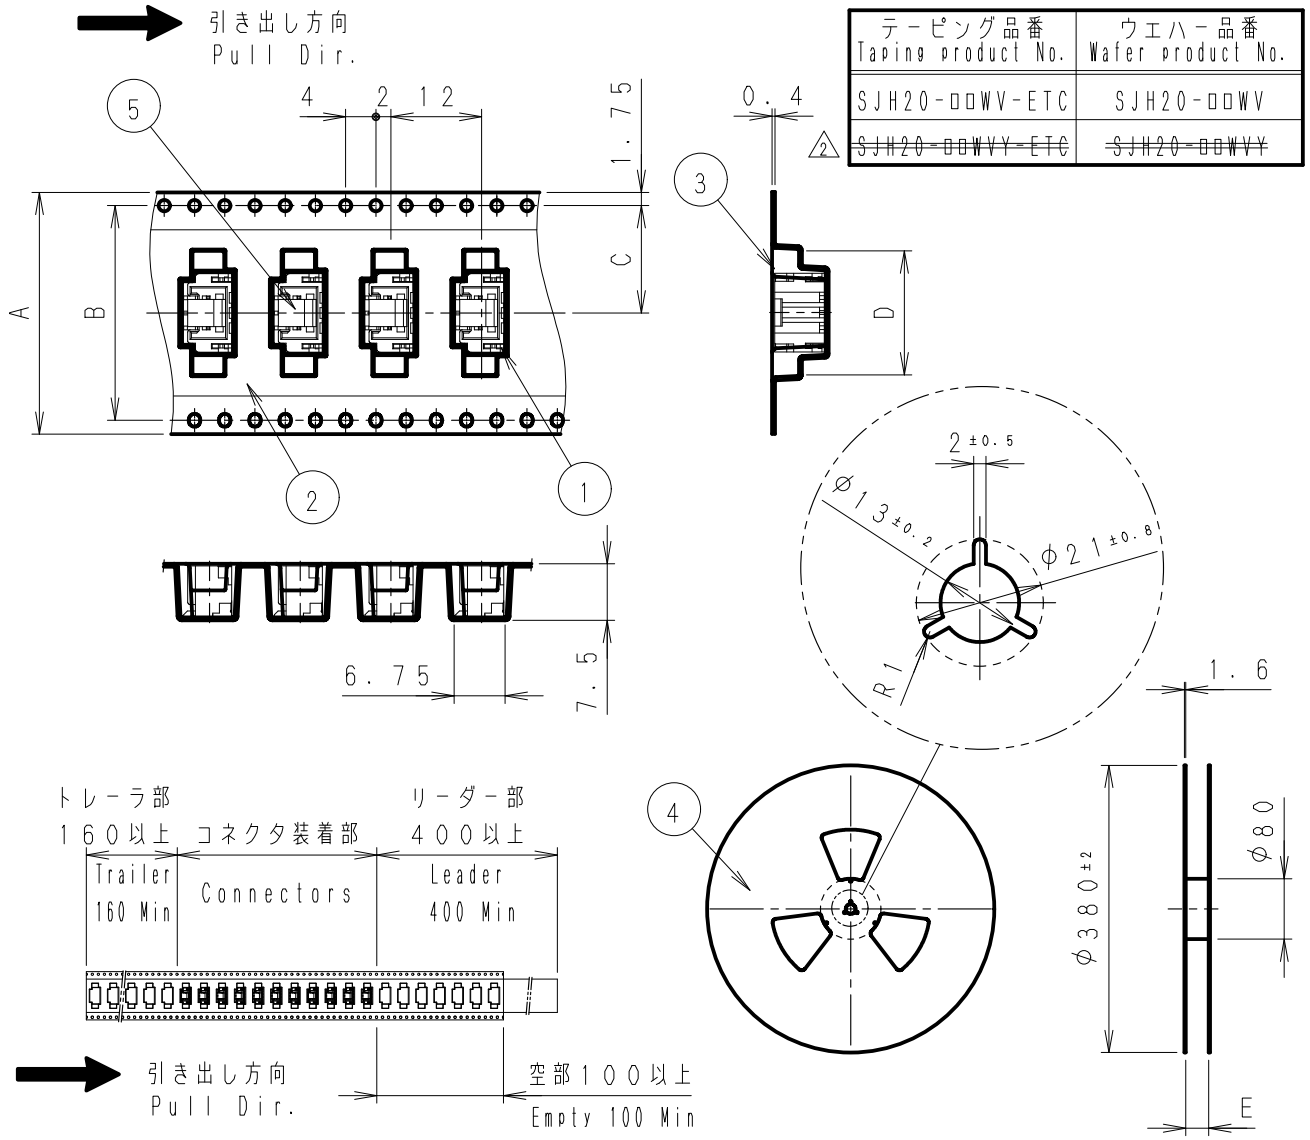 引き出し方向
Pull Dir.
テーピング品番 ウエハー品番
Taping product No. Wafer product No.
SJH20-□□WV-ETC SJH20-□□WV
SJH20-□□WVY-ETC SJH20-□□WVY
2
5
4 2 12
1.75
0.4
3
A
B
C
D
2
1
6.75
7.5
2±0.5
φ13±0.2
φ21±0.8
R1
1.6
トレーラ部
160以上
コネクタ装着部
リーダー部
400以上
Trailer
160 Min
Connectors
Leader
400 Min
4
φ380±2
φ80
引き出し方向
Pull Dir.
空部100以上
Empty 100 Min
E